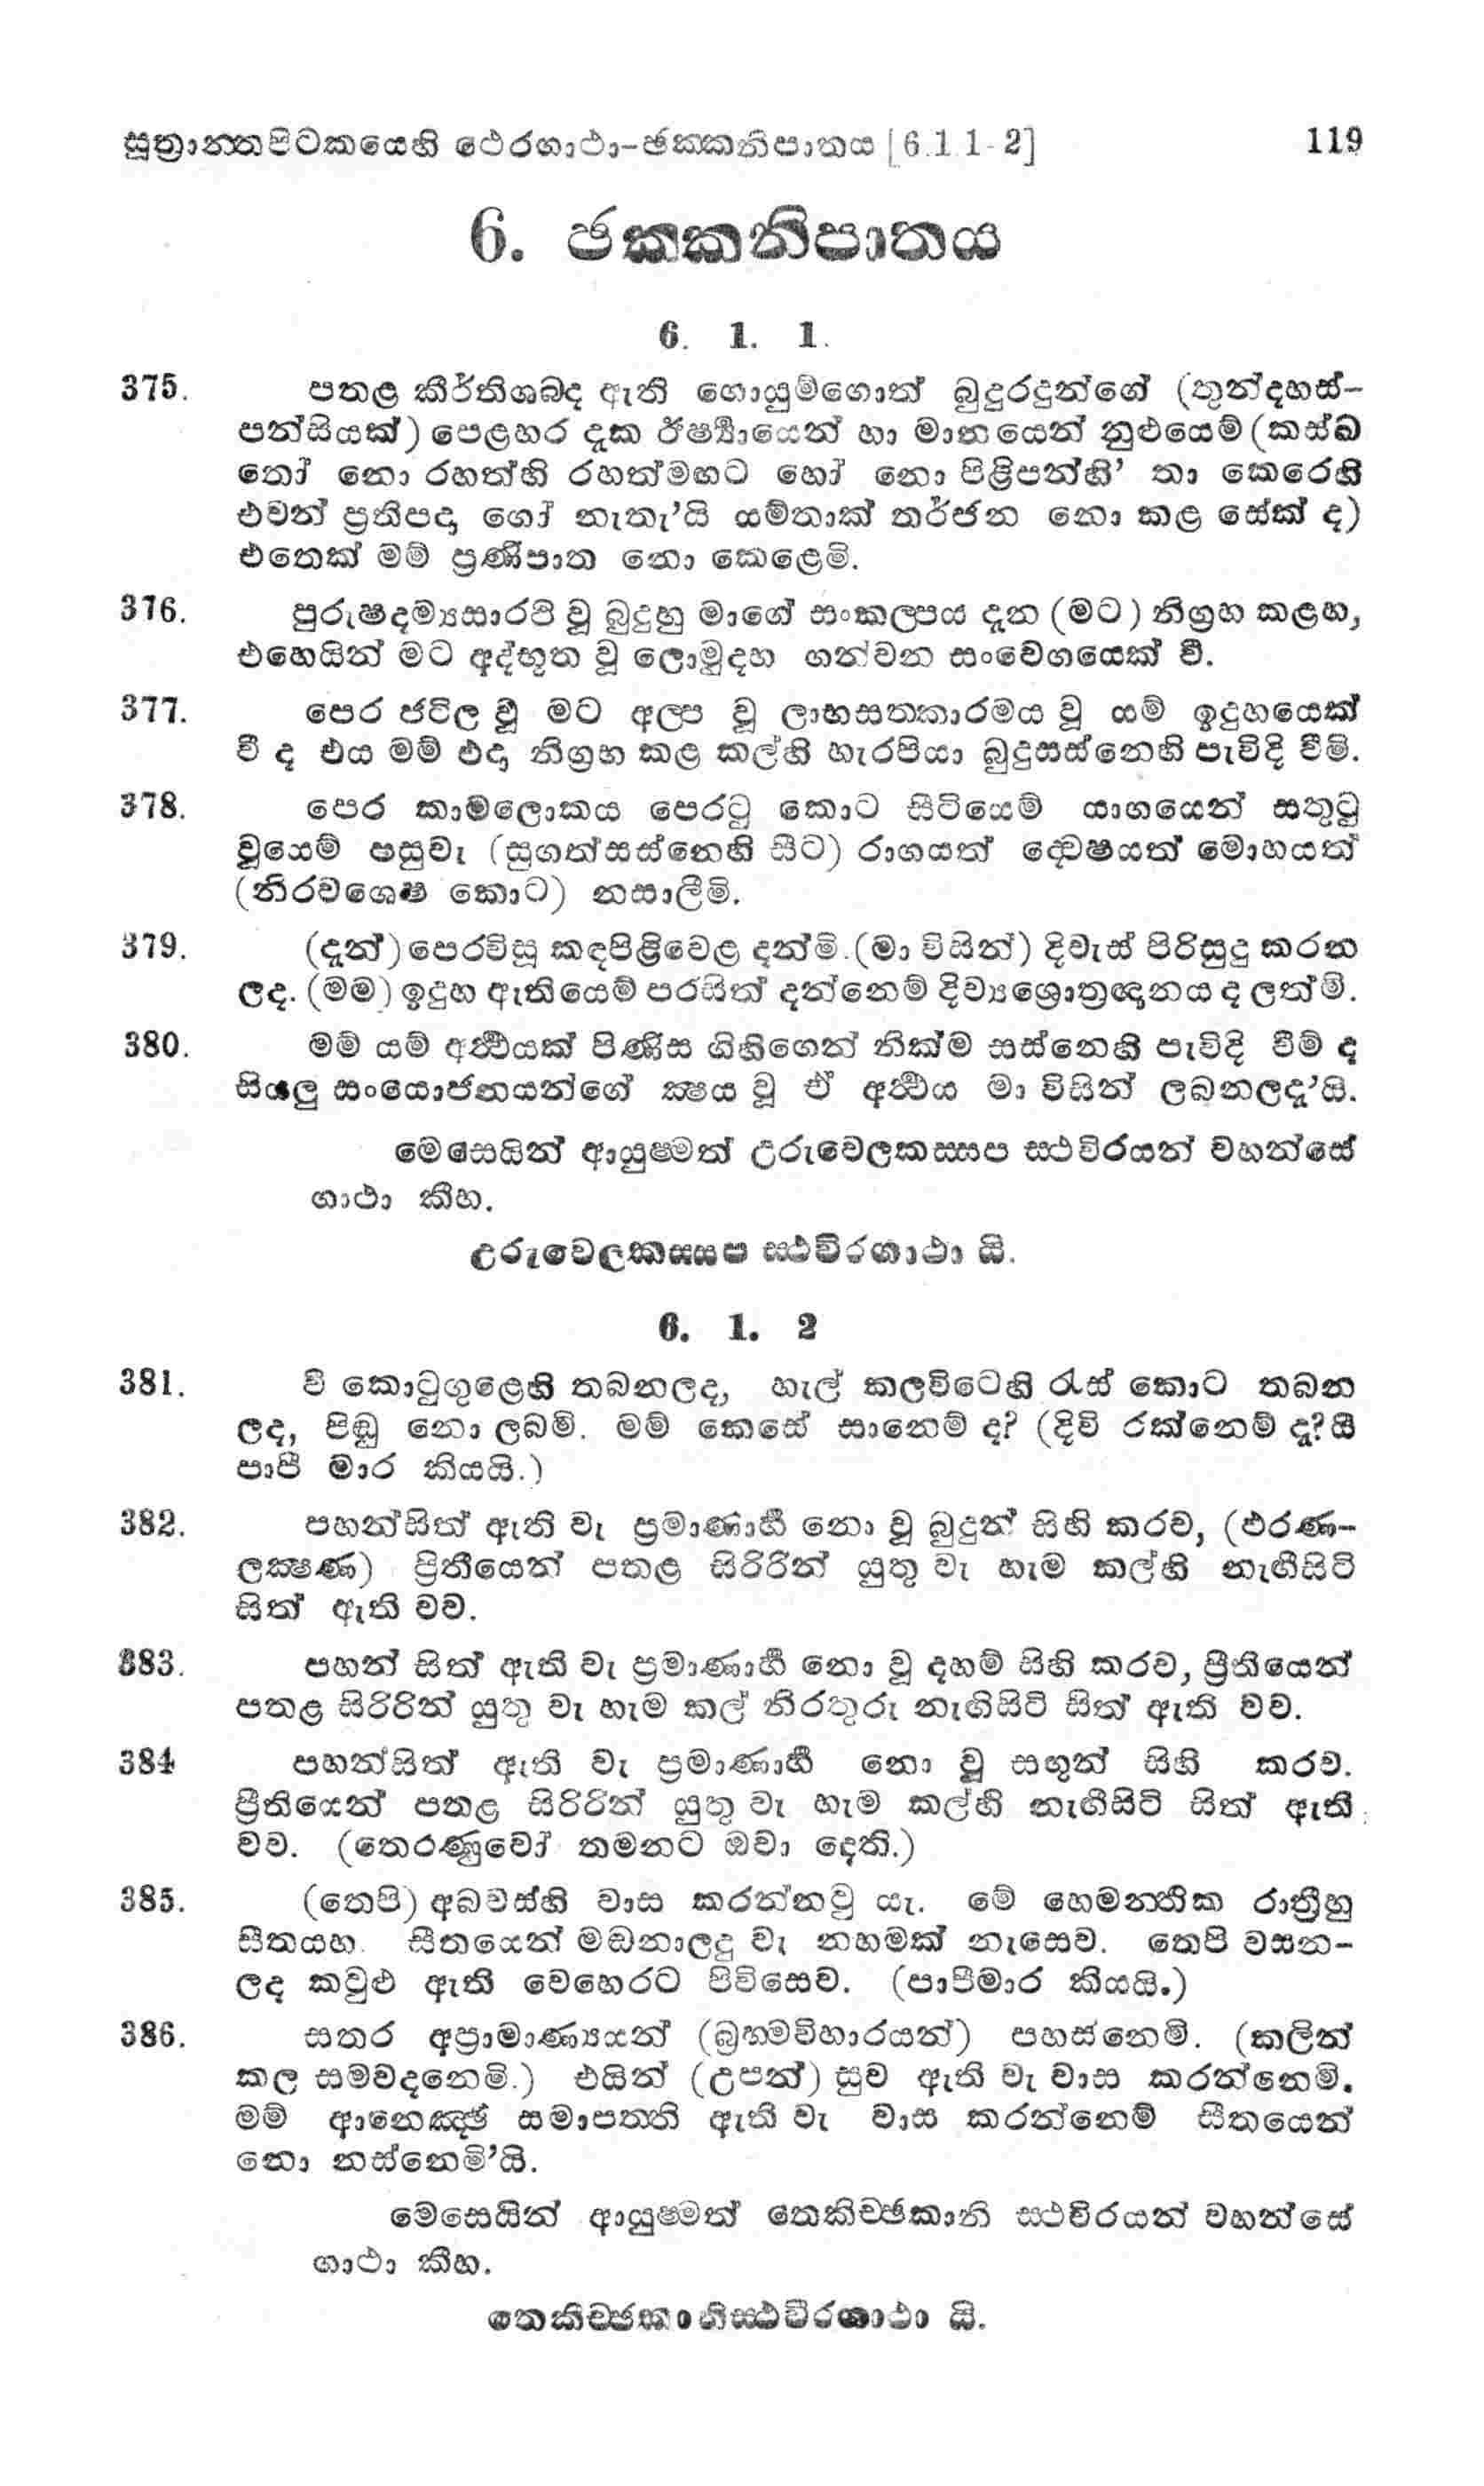 සූත්‍රාන්තපිටකයෙහි ථෙරගාථා-ඡක්කනිපාතය [6.1.1-2] 119
6. ඡක්කනිපාතය
6. 1. 1.
375. පතළ කීර්තිශබ්ද ඇති ගොයුම්ගොත් බුදුරදුන්ගේ (තුන්දහස්-
පන්සියක්) පෙළහර දැක ඊර්ෂ්‍යායෙන් හා මානයෙන් නුළුයෙම් (කස්ඛ
තෝ නො රහත්හි රහත්මඟට හෝ නො පිළිපන්හි' තා කෙරෙහි
එවන් ප්‍රතිපදා ගෝ නැතැ'යි යම්තාක් තර්ජන නො කළ සේක් ද)
එතෙක් මම් ප්‍රණිපාත නො කෙළෙමි.
376. පුරුෂදම්‍යසාරථි වූ බුදුහු මාගේ සංකල්පය දැන (මට) නිග්‍රහ කළහ,
එහෙයින් මට අද්භූත වූ ලොමුදහ ගන්වන සංවේගයෙක් වී.
377. පෙර ජටිල වූ මට අල්ප වූ ලාභසත්කාරමය වූ යම් ඉදුහයෙක්
වී ද එය මම් එදා නිග්‍රහ කළ කල්හි හැරපියා බුදුසස්නෙහි පැවිදි වීමි.
378. පෙර කාමලොකය පෙරටු කොට සිටියෙම් යාගයෙන් සතුටු
වූයෙම් පසුවැ (සුගත්සස්නෙහි සිට) රාගයත් ද්වේෂයත් මොහයත්
(නිරවශෙෂ කොට) නසාලීමි.
379. (දැන්) පෙරවිසූ කඳපිළිවෙළ දන්මි. (මා විසින්) දිවැස් පිරිසුදු කරන
ලද. (මම) ඉදුහ ඇතියෙම් පරසිත් දන්නෙම් දිව්‍යශ්‍රොත්‍රඥානය ද ලත්මි.
380. මම් යම් අර්ථයක් පිණිස ගිහිගෙන් නික්ම සස්නෙහි පැවිදි වීම් ද
සියලු සංයොජනයන්ගේ ක්‍ෂය වූ ඒ අර්ථය මා විසින් ලබනලදැ'යි.
මෙසෙයින් ආයුෂ්මත් උරුවෙලකස්සප ස්ථවිරයන් වහන්සේ
ගාථා කීහ.
උරුවෙලකස්සප ස්ථවිරගාථා යි.
6. 1. 2
381. වී කොටුගුළෙහි තබනලද, හැල් කලවිටෙහි රැස් කොට තබන
ලද, පිඬු නො ලබමි. මම් කෙසේ සානෙම් ද? (දිවි රක්නෙම් දැ? යි
පාපී මාර කියයි.)
382. පහන්සිත් ඇති වැ ප්‍රමාණාර්හ නො වූ බුදුන් සිහි කරව, (ඵරණ-
ලක්‍ෂණ) ප්‍රීතියෙන් පතළ සිරිරින් යුතු වැ හැම කල්හි නැඟීසිටි
සිත් ඇති වව.
383. පහන් සිත් ඇති වැ ප්‍රමාණාර්හ නො වූ දහම් සිහි කරව, ප්‍රීතියෙන්
පතළ සිරිරින් යුතු වැ හැම කල් නිරතුරු නැඟිසිටි සිත් ඇති වව.
384 පහන්සිත් ඇති වැ ප්‍රමාණාර්හ නො වූ සඟුන් සිහි කරව.
ප්‍රීතියෙන් පතළ සිරිරින් යුතු වැ හැම කල්හි නැඟීසිටි සිත් ඇති
වව. (තෙරණුවෝ තමනට ඔවා දෙති.)
385. (තෙපි) අබවස්හි වාස කරන්නවු යැ. මේ හෙමන්තික රාත්‍රීහු
සීතයහ. සීතයෙන් මඬනාලදු වැ නහමක් නැසෙව. තෙපි වසන-
ලද කවුළු ඇති වෙහෙරට පිවිසෙව. (පාපීමාර කියයි.)
386. සතර අප්‍රාමාණ්‍යයන් (බ්‍රහ්මවිහාරයන්) පහස්නෙමි. (කලින්
කල සමවදනෙමි.) එයින් (උපන්) සුව ඇති වැ වාස කරන්නෙමි.
මම් ආනෙඤ්ජ සමාපත්ති ඇති වැ වාස කරන්නෙම් සීතයෙන්
නො නස්නෙමි'යි.
මෙසෙයින් ආයුෂ්මත් තෙකිච්ඡකානි ස්ථවිරයන් වහන්සේ
ගාථා කීහ.
තෙකිච්ඡකානිස්ථවිරගාථා යි.